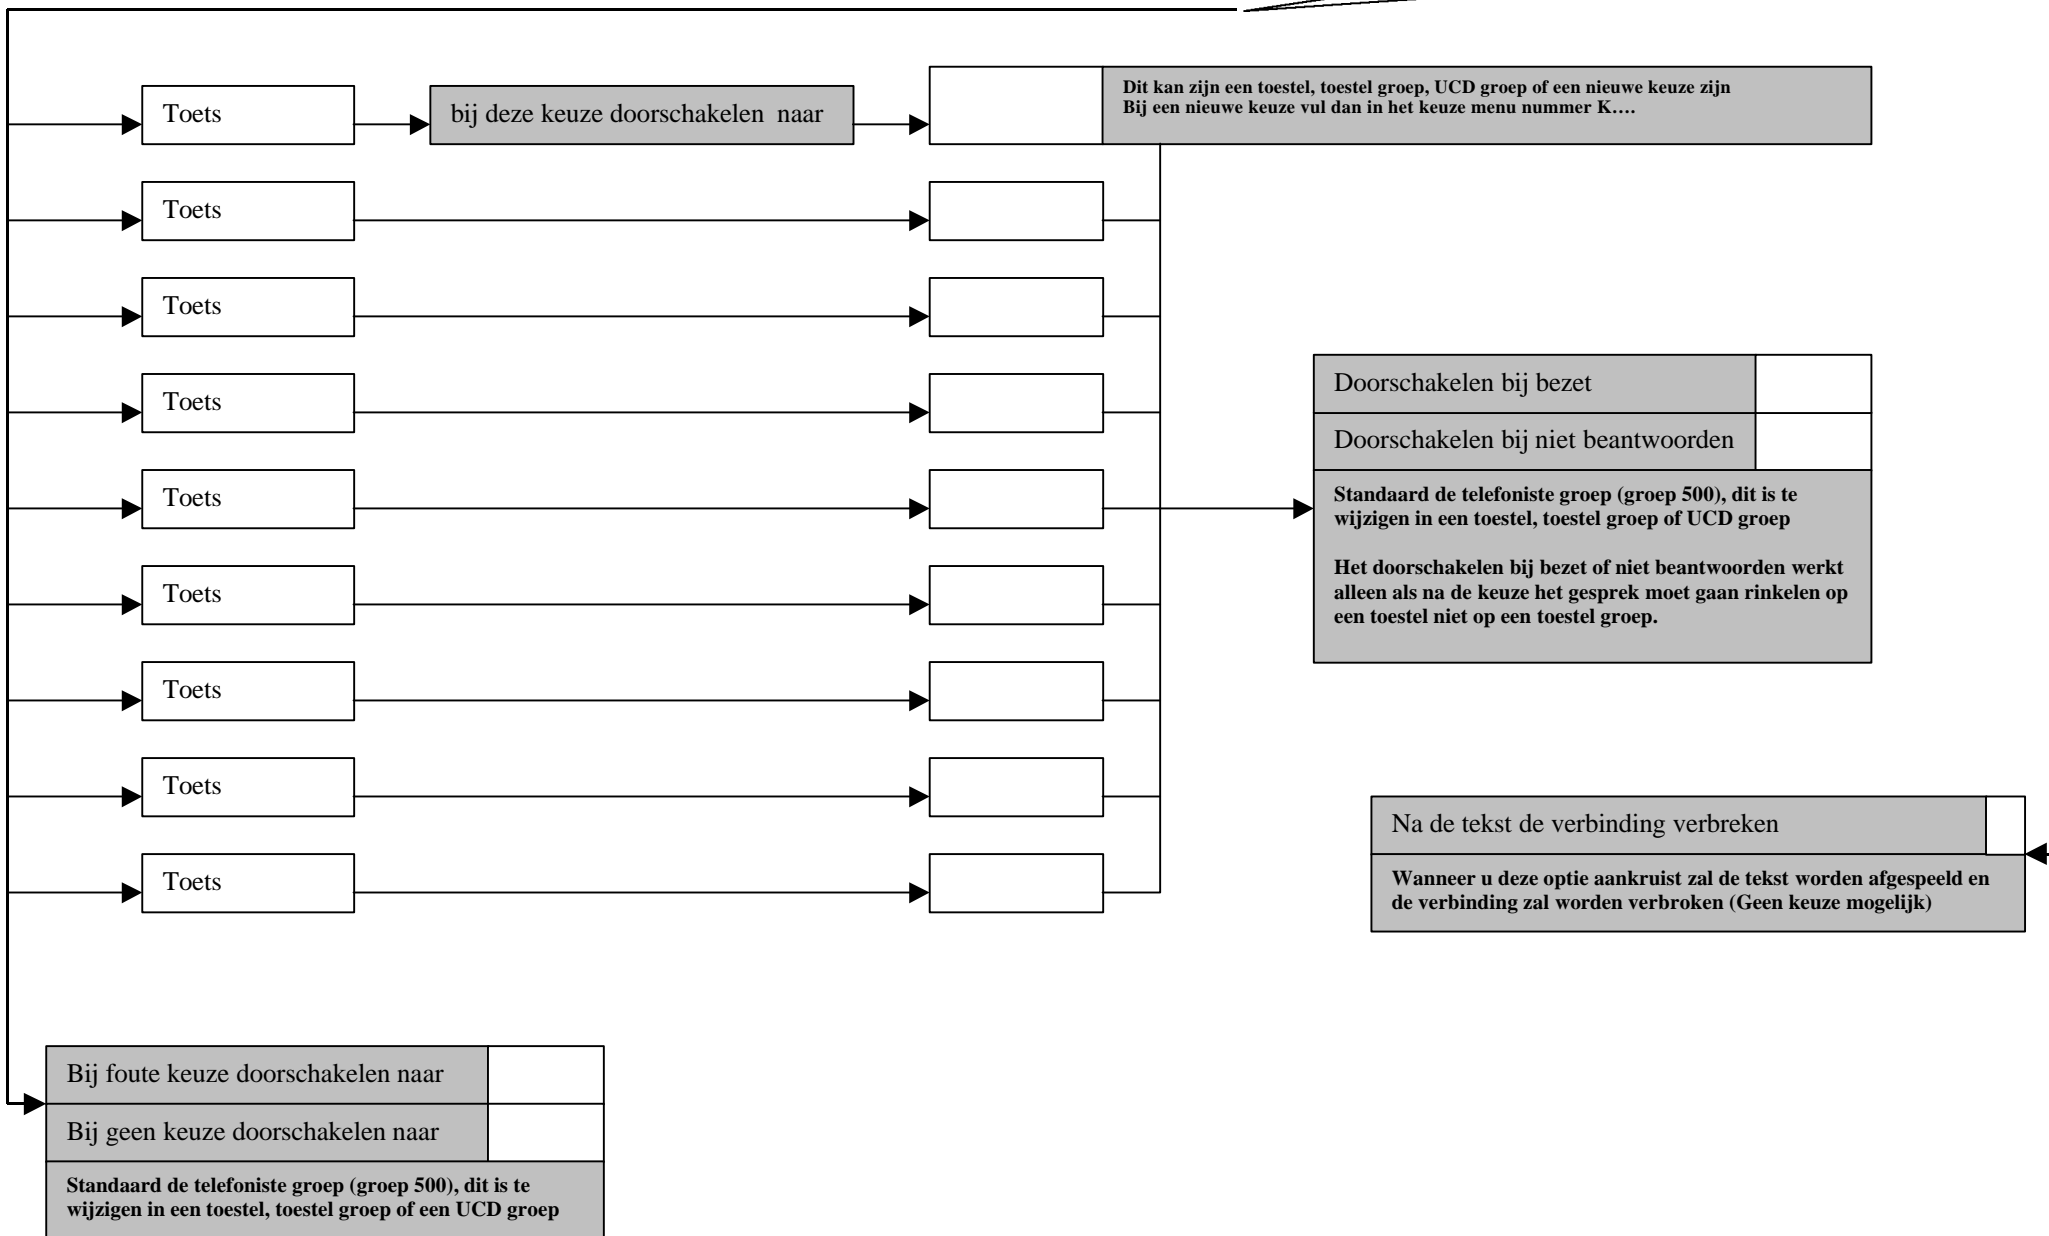 Toets
bij deze keuze doorschakelen naar
Dit kan zijn een toestel, toestel groep, UCD groep of een nieuwe keuze zijn
Bij een nieuwe keuze vul dan in het keuze menu nummer K….
Toets
Toets
Toets
Toets
Toets
Toets
Toets
Toets
Doorschakelen bij bezet
Doorschakelen bij niet beantwoorden
Standaard de telefoniste groep (groep 500), dit is te
wijzigen in een toestel, toestel groep of UCD groep
Het doorschakelen bij bezet of niet beantwoorden werkt
alleen als na de keuze het gesprek moet gaan rinkelen op
een toestel niet op een toestel groep.
Na de tekst de verbinding verbreken
Wanneer u deze optie aankruist zal de tekst worden afgespeeld en
de verbinding zal worden verbroken (Geen keuze mogelijk)
Bij foute keuze doorschakelen naar
Bij geen keuze doorschakelen naar
Standaard de telefoniste groep (groep 500), dit is te
wijzigen in een toestel, toestel groep of een UCD groep